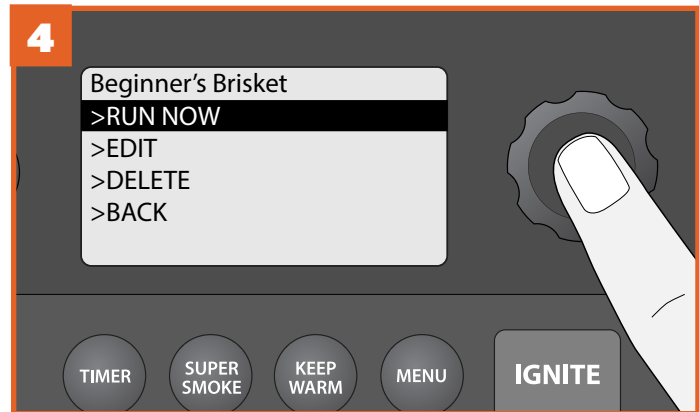 4
Beginner's Brisket
>RUN NOW
>EDIT
>DELETE
>BACK
TIMER
SUPER
SMOKE
KEEP
WARM
MENU
IGNITE